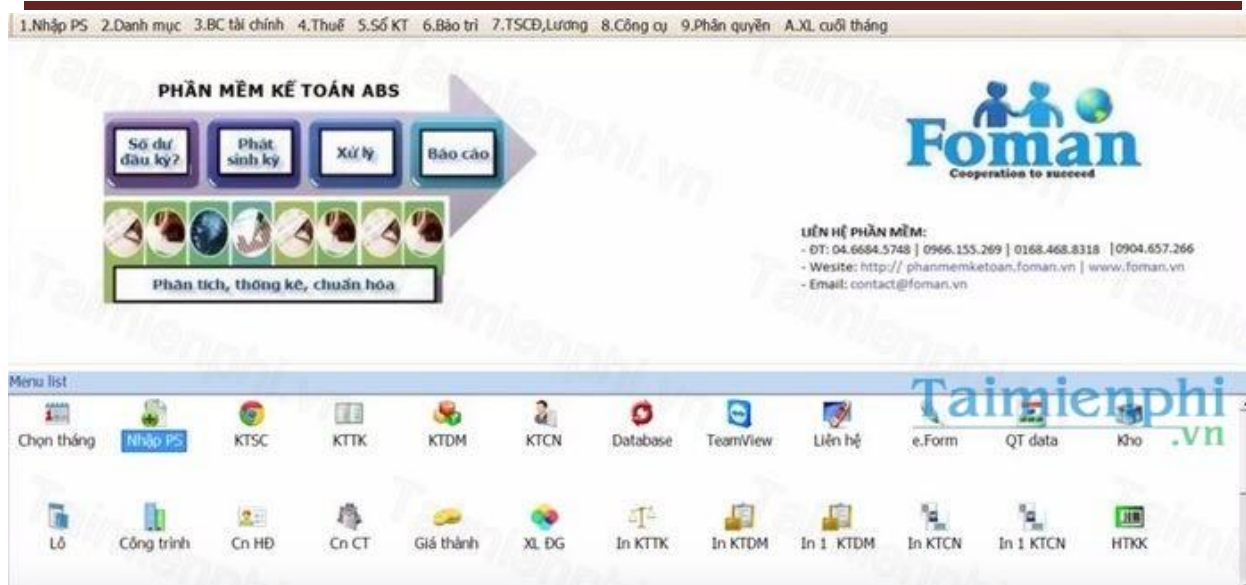 1.Nhập PS 2.Danh mục 3.BC tài chính 4.Thuế 5.Sổ KT 6.Bảo trì 7.TSCĐ,Lương 8.Công cụ 9.Phân quyền A.XL cuối tháng
PHẦN MỀM KẾ TOÁN ABS
Số dư
đầu kỳ?
Phát
sinh kỳ
Xử lý
Báo cáo
Phân tích, thống kê, chuẩn hóa
Foman
Cooperation to succeed
LIÊN HỆ PHẦN MỀM:
- ĐT: 04.6684.5748 | 0966.155.269 | 0168.468.8318 |0904.657.266
- Wesite: http:// phanmemketoan.foman.vn | www.foman.vn
- Email: contact@foman.vn
Menu list
Taimienphi
.vn
Chọn tháng Nhập PS KTSC KTTK KTDM KTCN Database TeamView Liên hệ e.Form QT data Kho
Lô Công trình Cn HĐ Cn CT Giá thành XL ĐG In KTTK In KTDM In 1 KTDM In KTCN In 1 KTCN HTKK